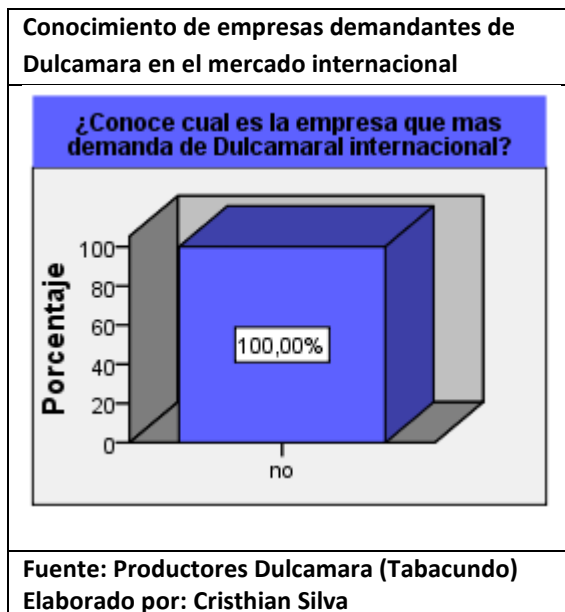 Conocimiento de empresas demandantes de
Dulcamara en el mercado internacional
¿Conoce cual es la empresa que mas
demanda de Dulcamaral internacional?
Porcentaje
100
80
60
40
20
0
100,00%
no
Fuente: Productores Dulcamara (Tabacundo)
Elaborado por: Cristhian Silva